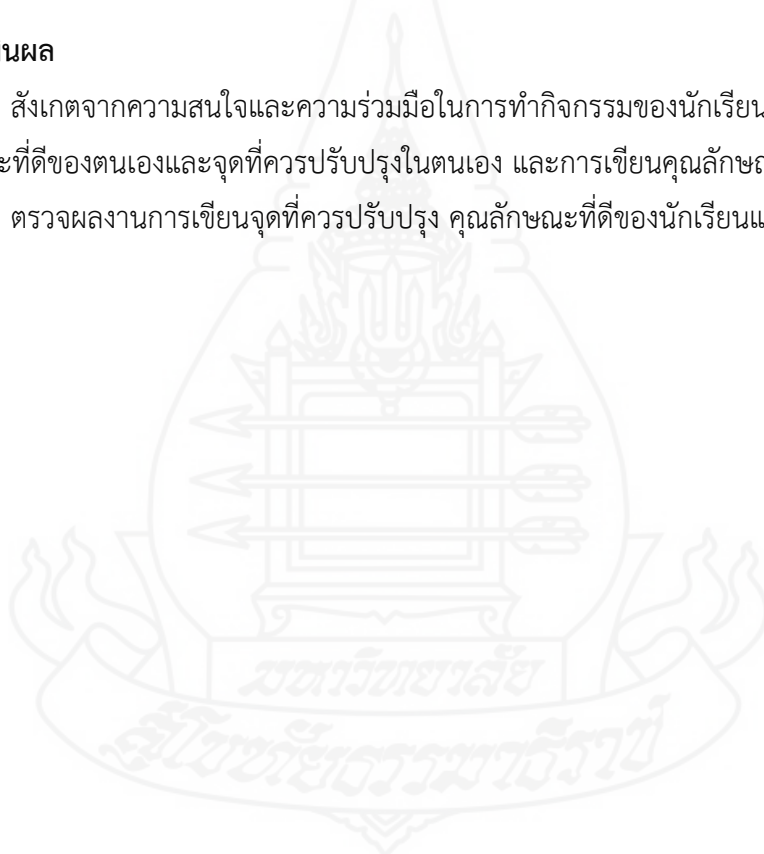 นผล
สังเกตจากความสนใจและความร่วมมือในการทำกิจกรรมของนักเรียน
ะที่ดีของตนเองและจุดที่ควรปรับปรุงในตนเอง และการเขียนคุณลักษณ
ตรวจผลงานการเขียนจุดที่ควรปรับปรุง คุณลักษณะที่ดีของนักเรียนแ
มหาวิทยาลัย
สุโขทัยธรรมาธิราช